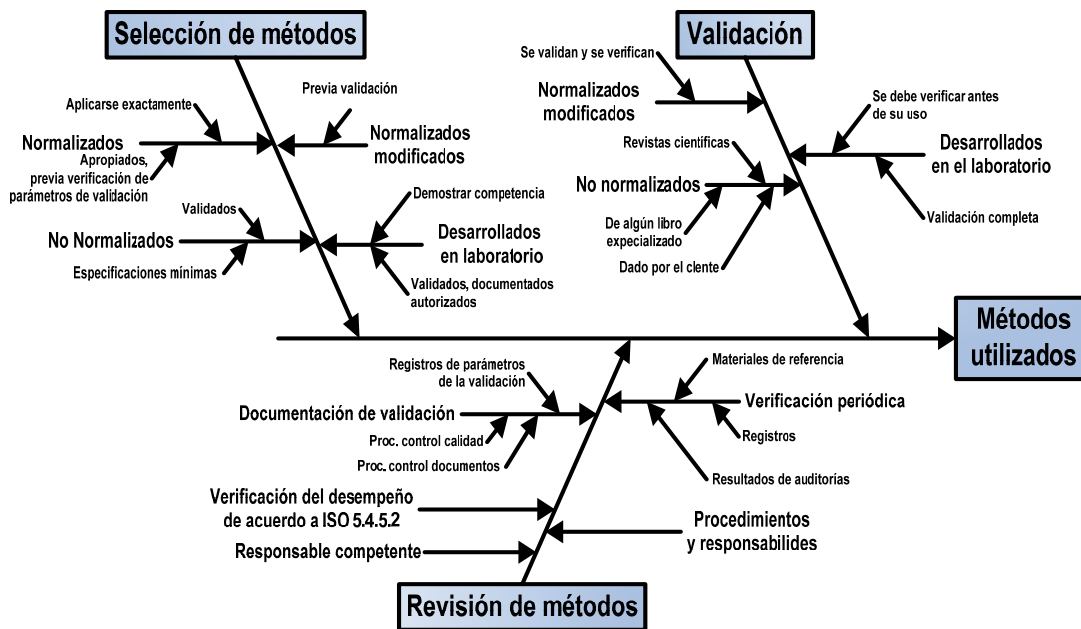 Selección de métodos
Aplicarse exactamente
Normalizados
Apropiados,
previa verificación de
parámetros de validación
Previa validación
Normalizados
modificados
Validados
No Normalizados
Especificaciones mínimas
Demostrar competencia
Desarrollados
en laboratorio
Validados, documentados
autorizados
Validación
Se validan y se verifican
Normalizados
modificados
Se debe verificar antes
de su uso
Desarrollados
en el laboratorio
Validación completa
Revistas científicas
No normalizados
De algún libro
expecializado
Dado por el clente
Métodos
utilizados
Registros de parámetros
de la validación
Documentación de validación
Proc. control calidad
Proc. control documentos
Materiales de referencia
Verificación periódica
Registros
Resultados de auditorías
Verificación del desempeño
de acuerdo a ISO 5.4.5.2
Responsable competente
Procedimientos
y responsabilides
Revisión de métodos